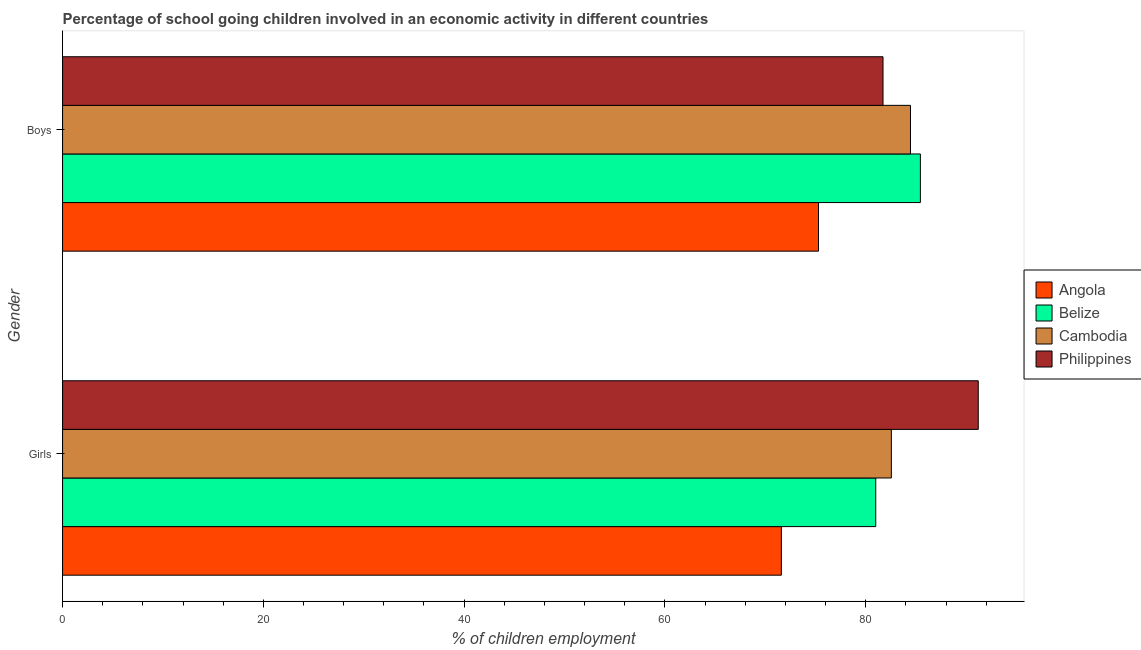 Percentage of school going children involved in an economic activity in different countries
Boys
Girls
Gender
0
20
40
60
80
% of children employment
Angola
Belize
Cambodia
Philippines